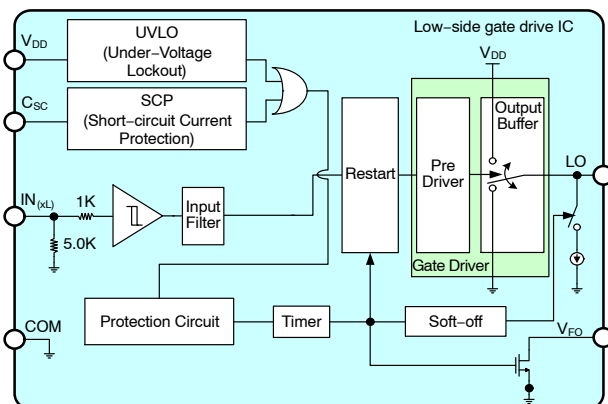 Low−side gate drive IC
VDD
UVLO
(Under−Voltage
Lockout)
VDD
CSC
SCP
(Short−circuit Current
Protection)
Output
Buffer
Restart
Pre
Driver
LO
IN(xL)
1K
Input
Filter
5.0K
Gate Driver
Protection Circuit
Timer
Soft−off
COM
VFO